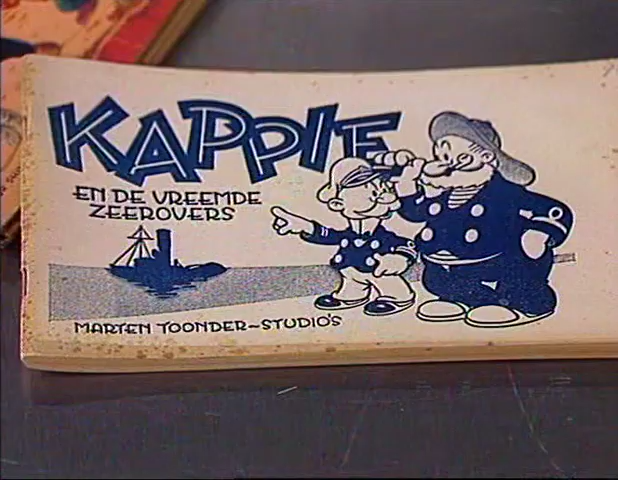 KAPPIE
EN DE VREEMDE
ZEEROVERS
MARTEN TOONDER-STUDIO'S